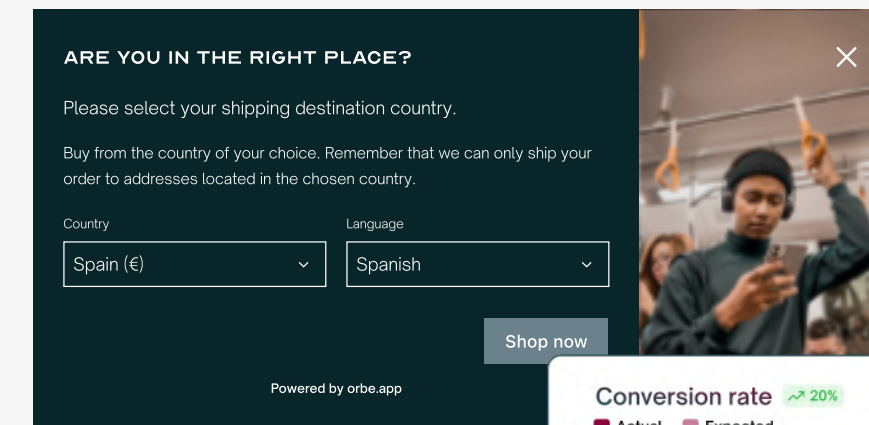 ARE YOU IN THE RIGHT PLACE?
Please select your shipping destination country.
Buy from the country of your choice. Remember that we can only ship your
order to addresses located in the chosen country.
Country
Language
Spain (€)
Spanish
Shop now
Powered by orbe.app
Conversion rate 20%
Actual Expected